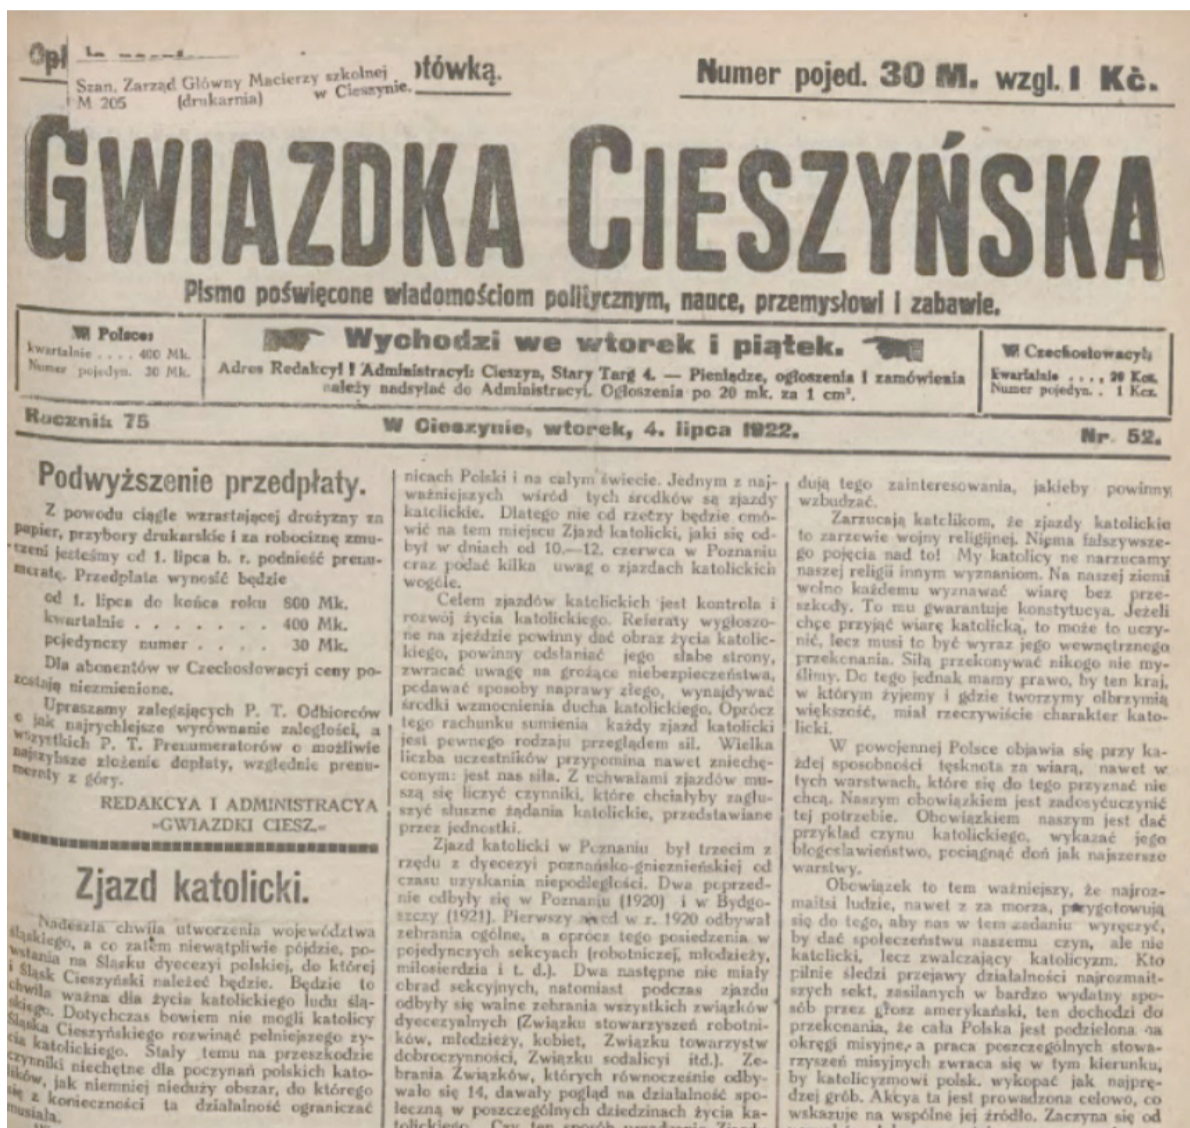 Opł
otówką.
Szan. Zarząd Główny Macierzy szkolnej
M 205 (drukarnia) w Cieszynie.
Numer pojed. 30 M. wzgl. 1 Kč.
GWIAZDKA CIESZYŃSKA
Pismo poświęcone wiadomościom politycznym, nauce, przemysłowi i zabawie.
W Polsce:
kwartalnie .... 400 Mk.
Numer pojedyn. 30 Mk.
Wychodzi we wtorek i piątek.
Adres Redakcyi i Administracyi: Cieszyn, Stary Targ 4. — Pieniądze, ogłoszenia i zamówienia
należy nadsyłać do Administracyi. Ogłoszenia po 20 mk. za 1 cm².
W Czechosłowacyi:
Kwartalnie .... 20 Kcz.
Numer pojedyn. . 1 Kcz.
Rocznik 75
W Cieszynie, wtorek, 4. lipca 1922.
Nr. 52.
Podwyższenie przedpłaty.
Z powodu ciągle wzrastającej drożyzny za
papier, przybory drukarskie i za robociznę zmu-
szeni jesteśmy od 1. lipca b. r. podnieść prenu-
meratę. Przedpłata wynosić będzie
od 1. lipca do końca roku 800 Mk.
kwartalnie . . . . . . . 400 Mk.
pojedynczy numer . . . . 30 Mk.
Dla abonentów w Czechosłowacyi ceny po-
zostają niezmienione.
Upraszamy zalegających P. T. Odbiorców
o jak najrychlejsze wyrównanie zaległości, a
wszystkich P. T. Prenumeratorów o możliwie
najszybsze złożenie dopłaty, względnie prenu-
meraty z góry.
REDAKCYA I ADMINISTRACYA
»GWIAZDKI CIESZ.«
Zjazd katolicki.
Nadeszła chwila utworzenia województwa
śląskiego, a co zatem niewątpliwie pójdzie, po-
wstania na Śląsku dyecezyi polskiej, do której
i Śląsk Cieszyński należeć będzie. Będzie to
chwila ważna dla życia katolickiego ludu ślą-
skiego. Dotychczas bowiem nie mogli katolicy
Śląska Cieszyńskiego rozwinąć pełniejszego ży-
cia katolickiego. Stały temu na przeszkodzie
czynniki niechętne dla poczynań polskich kato-
lików, jak niemniej nieduży obszar, do którego
się z konieczności ta działalność ograniczać
musiała.
nicach Polski i na całym świecie. Jednym z naj-
ważniejszych wśród tych środków są zjazdy
katolickie. Dlatego nie od rzeczy będzie omó-
wić na tem miejscu Zjazd katolicki, jaki się od-
był w dniach od 10.—12. czerwca w Poznaniu
oraz podać kilka uwag o zjazdach katolickich
wogóle.
Celem zjazdów katolickich jest kontrola i
rozwój życia katolickiego. Referaty wygłoszo-
ne na zjeździe powinny dać obraz życia katolic-
kiego, powinny odsłaniać jego słabe strony,
zwracać uwagę na grożące niebezpieczeństwa,
podawać sposoby naprawy złego, wynajdywać
środki wzmocnienia ducha katolickiego. Oprócz
tego rachunku sumienia każdy zjazd katolicki
jest pewnego rodzaju przeglądem sił. Wielka
liczba uczestników przypomina nawet zniechę-
conym: jest nas siła. Z uchwałami zjazdów mu-
szą się liczyć czynniki, które chciałyby zagłu-
szyć słuszne żądania katolickie, przedstawiane
przez jednostki.
Zjazd katolicki w Poznaniu był trzecim z
rzędu z dyecezyi poznańsko-gnieznieńskiej od
czasu uzyskania niepodległości. Dwa poprzed-
nie odbyły się w Poznaniu (1920) i w Bydgo-
szczy (1921). Pierwszy zjazd w r. 1920 odbywał
zebrania ogólne, a oprócz tego posiedzenia w
pojedynczych sekcyach (robotniczej, młodzieży,
miłosierdzia i t. d.). Dwa następne nie miały
obrad sekcyjnych, natomiast podczas zjazdu
odbyły się walne zebrania wszystkich związków
dyecezyalnych (Związku stowarzyszeń robotni-
ków, młodzieży, kobiet, Związku towarzystw
dobroczynności, Związku sodalicyi itd.). Ze-
brania Związków, których równocześnie odby-
wało się 14, dawały pogląd na działalność spo-
łeczną w poszczególnych dziedzinach życia ka-
tolickiego. Czy ten sposób urządzania Zjazd-
dują tego zainteresowania, jakieby powinny
wzbudzać.
Zarzucają katolikom, że zjazdy katolickie
to zarzewie wojny religijnej. Niema fałszywsze-
go pojęcia nad to! My katolicy ne narzucamy
naszej religii innym wyznaniom. Na naszej ziemi
wolno każdemu wyznawać wiarę bez prze-
szkody. To mu gwarantuje konstytucya. Jeżeli
chce przyjąć wiarę katolicką, to może to uczy-
nić, lecz musi to być wyraz jego wewnętrznego
przekonania. Siłą przekonywać nikogo nie my-
ślimy. Do tego jednak mamy prawo, by ten kraj,
w którym żyjemy i gdzie tworzymy olbrzymią
większość, miał rzeczywiście charakter kato-
licki.
W powojennej Polsce objawia się przy ka-
żdej sposobności tęsknota za wiarą, nawet w
tych warstwach, które się do tego przyznać nie
chcą. Naszym obowiązkiem jest zadosyćuczynić
tej potrzebie. Obowiązkiem naszym jest dać
przykład czynu katolickiego, wykazać jego
błogosławieństwo, pociągnąć doń jak najszersze
warstwy.
Obowiązek to tem ważniejszy, że najroz-
maitsi ludzie, nawet z za morza, przygotowują
się do tego, aby nas w tem zadaniu wyręczyć,
by dać społeczeństwu naszemu czyn, ale nie
katolicki, lecz zwalczający katolicyzm. Kto
pilnie śledzi przejawy działalności najrozmait-
szych sekt, zasilanych w bardzo wydatny spo-
sób przez głosz amerykański, ten dochodzi do
przekonania, że cała Polska jest podzielona na
okręgi misyjne, a praca poszczególnych stowa-
rzyszeń misyjnych zwraca się w tym kierunku,
by katolicyzmowi polsk. wykopać jak naprę-
dzej grób. Akcya ta jest prowadzona celowo, co
wskazuje na wspólne jej źródło. Zaczyna się od